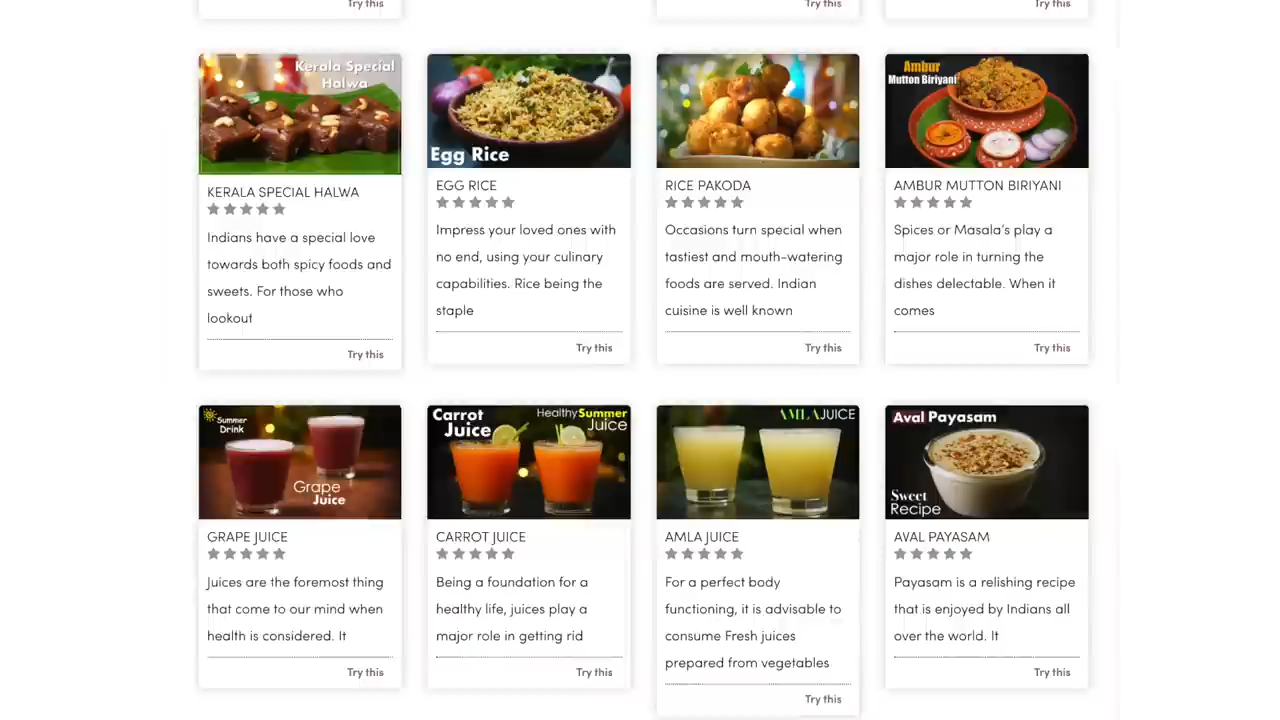 Try this
Try this
Try this
Kerala Special
Halwa
KERALA SPECIAL HALWA
Indians have a special love
towards both spicy foods and
sweets. For those who
lookout
Try this
Egg Rice
EGG RICE
Impress your loved ones with
no end, using your culinary
capabilities. Rice being the
staple
Try this
RICE PAKODA
Occasions turn special when
tastiest and mouth-watering
foods are served. Indian
cuisine is well known
Try this
Ambur
Mutton Biriyani
AMBUR MUTTON BIRIYANI
Spices or Masala’s play a
major role in turning the
dishes delectable. When it
comes
Try this
Summer
Drink
Grape
Juice
GRAPE JUICE
Juices are the foremost thing
that come to our mind when
health is considered. It
Try this
Carrot
Juice
Healthy Summer
Juice
CARROT JUICE
Being a foundation for a
healthy life, juices play a
major role in getting rid
Try this
AMLA JUICE
AMLA JUICE
For a perfect body
functioning, it is advisable to
consume Fresh juices
prepared from vegetables
Try this
Aval Payasam
Sweet
Recipe
AVAL PAYASAM
Payasam is a relishing recipe
that is enjoyed by Indians all
over the world. It
Try this